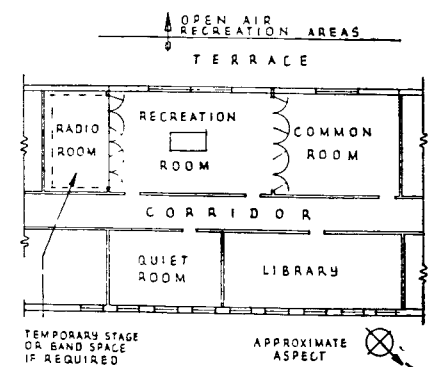 OPEN AIR
RECREATION AREAS
TERRACE
RADIO
ROOM
RECREATION
ROOM
COMMON
ROOM
CORRIDOR
QUIET
ROOM
LIBRARY
TEMPORARY STAGE
OR BAND SPACE
IF REQUIRED
APPROXIMATE
ASPECT